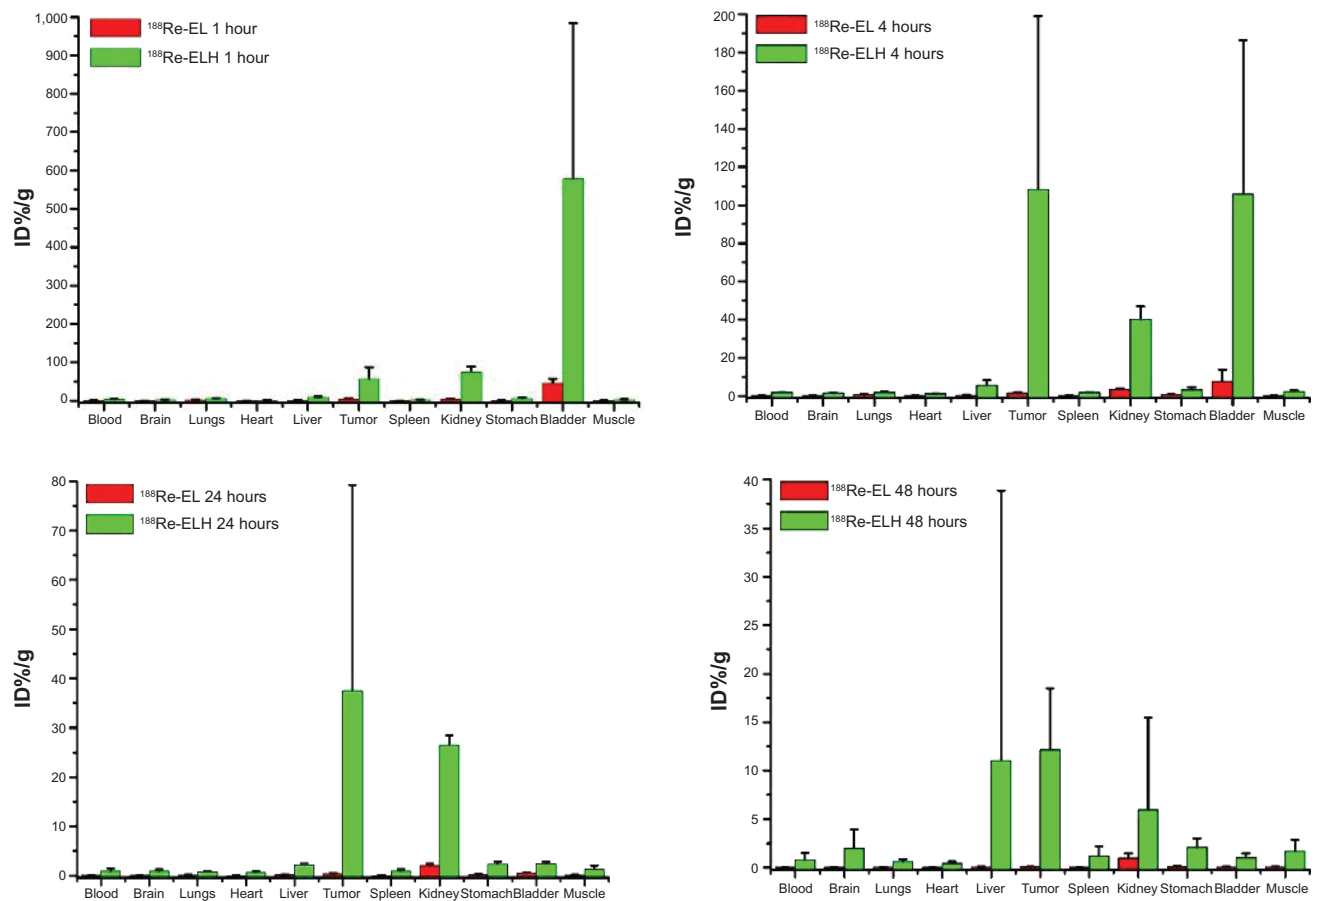 1,000
900
800
700
600
500
400
300
200
100
0
ID%/g
188Re-EL 1 hour
188Re-ELH 1 hour
Blood Brain Lungs Heart Liver Tumor Spleen Kidney Stomach Bladder Muscle
200
180
160
140
120
100
80
60
40
20
0
ID%/g
188Re-EL 4 hours
188Re-ELH 4 hours
Blood Brain Lungs Heart Liver Tumor Spleen Kidney Stomach Bladder Muscle
80
70
60
50
40
30
20
10
0
ID%/g
188Re-EL 24 hours
188Re-ELH 24 hours
Blood Brain Lungs Heart Liver Tumor Spleen Kidney Stomach Bladder Muscle
40
35
30
25
20
15
10
5
0
ID%/g
188Re-EL 48 hours
188Re-ELH 48 hours
Blood Brain Lungs Heart Liver Tumor Spleen Kidney Stomach Bladder Muscle